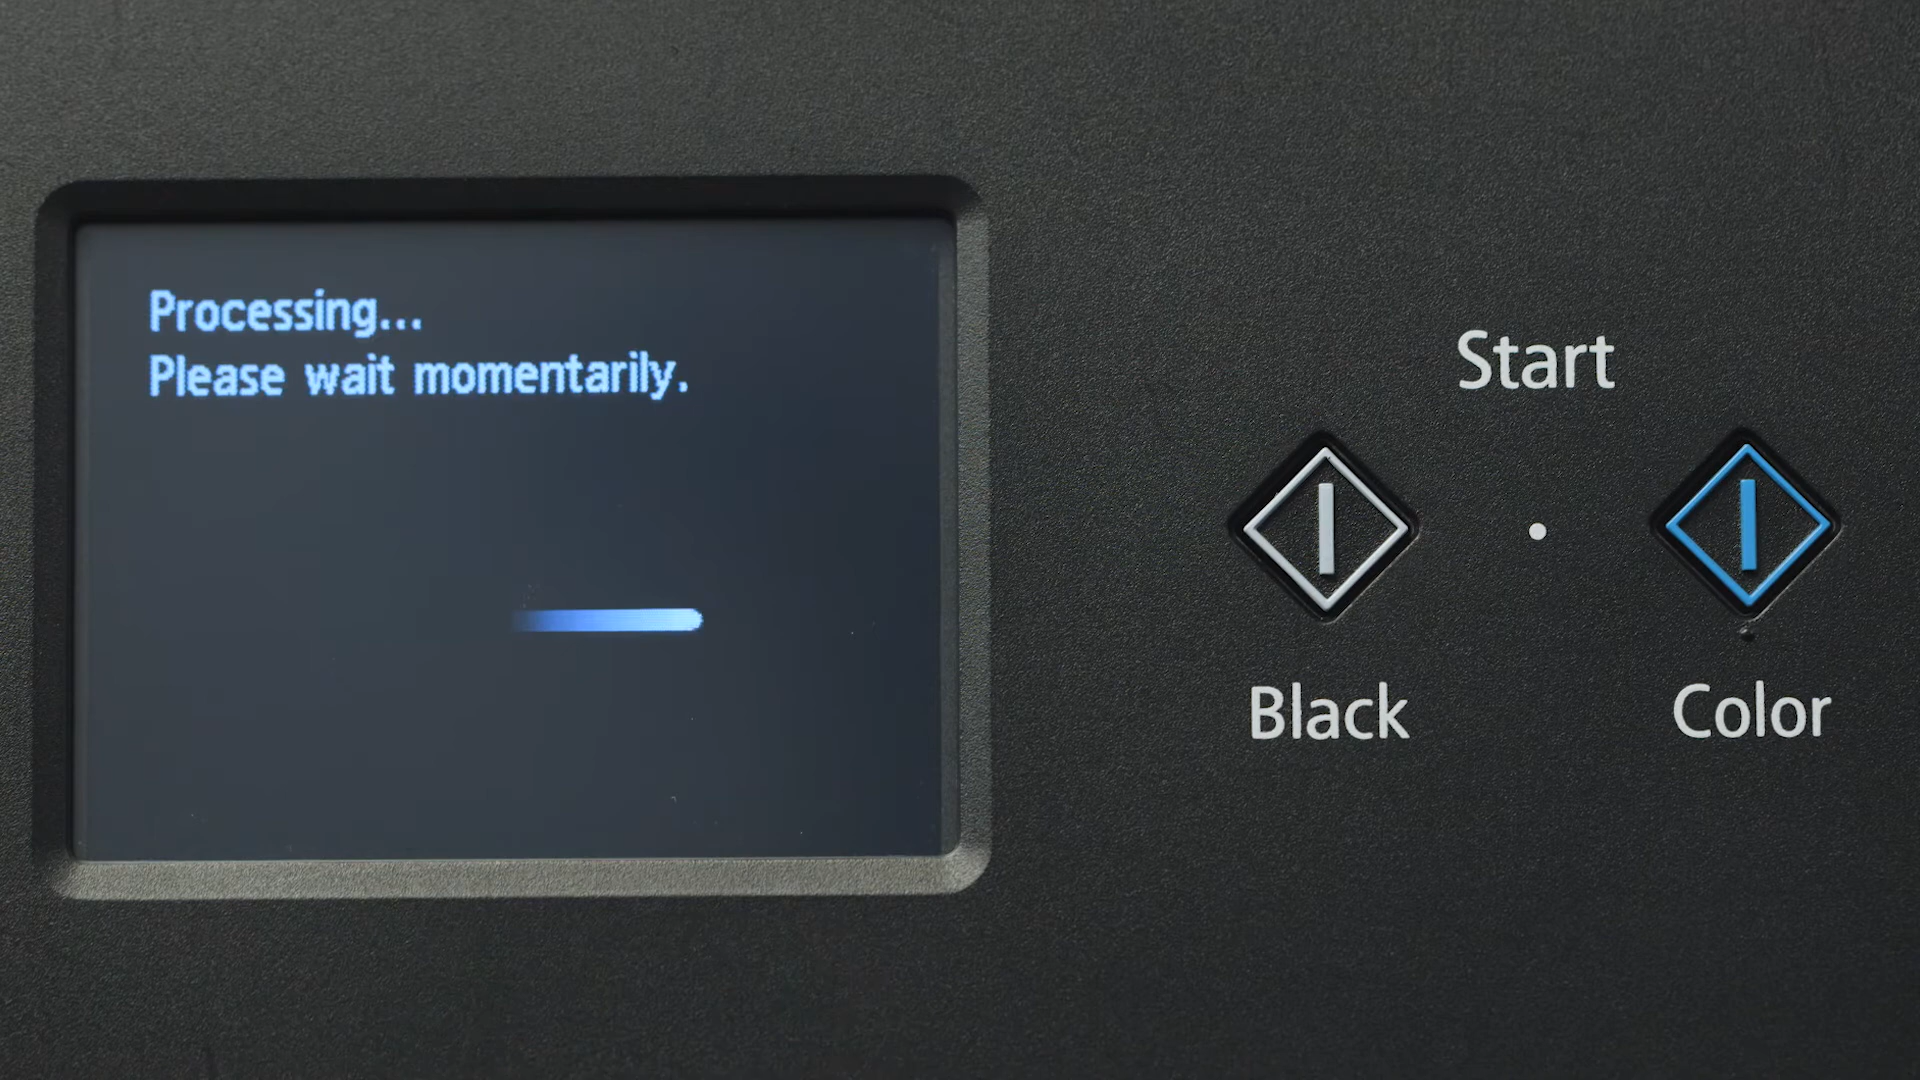 Processing...
Please wait momentarily.
Start
Black
Color